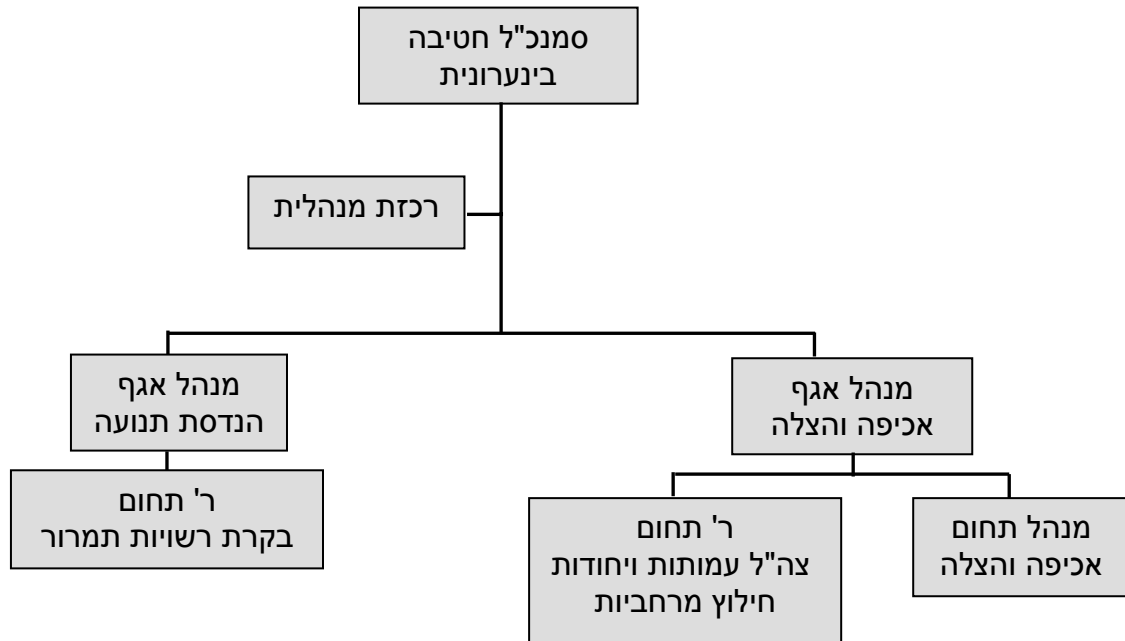 סמנכ"ל חטיבה
בינערונית
רכזת מנהלית
מנהל אגף
אכיפה והצלה
מנהל אגף
הנדסת תנועה
מנהל תחום
אכיפה והצלה
ר' תחום
צה"ל עמותות ויחודות
חילוץ מרחביות
ר' תחום
בקרת רשויות תמרור